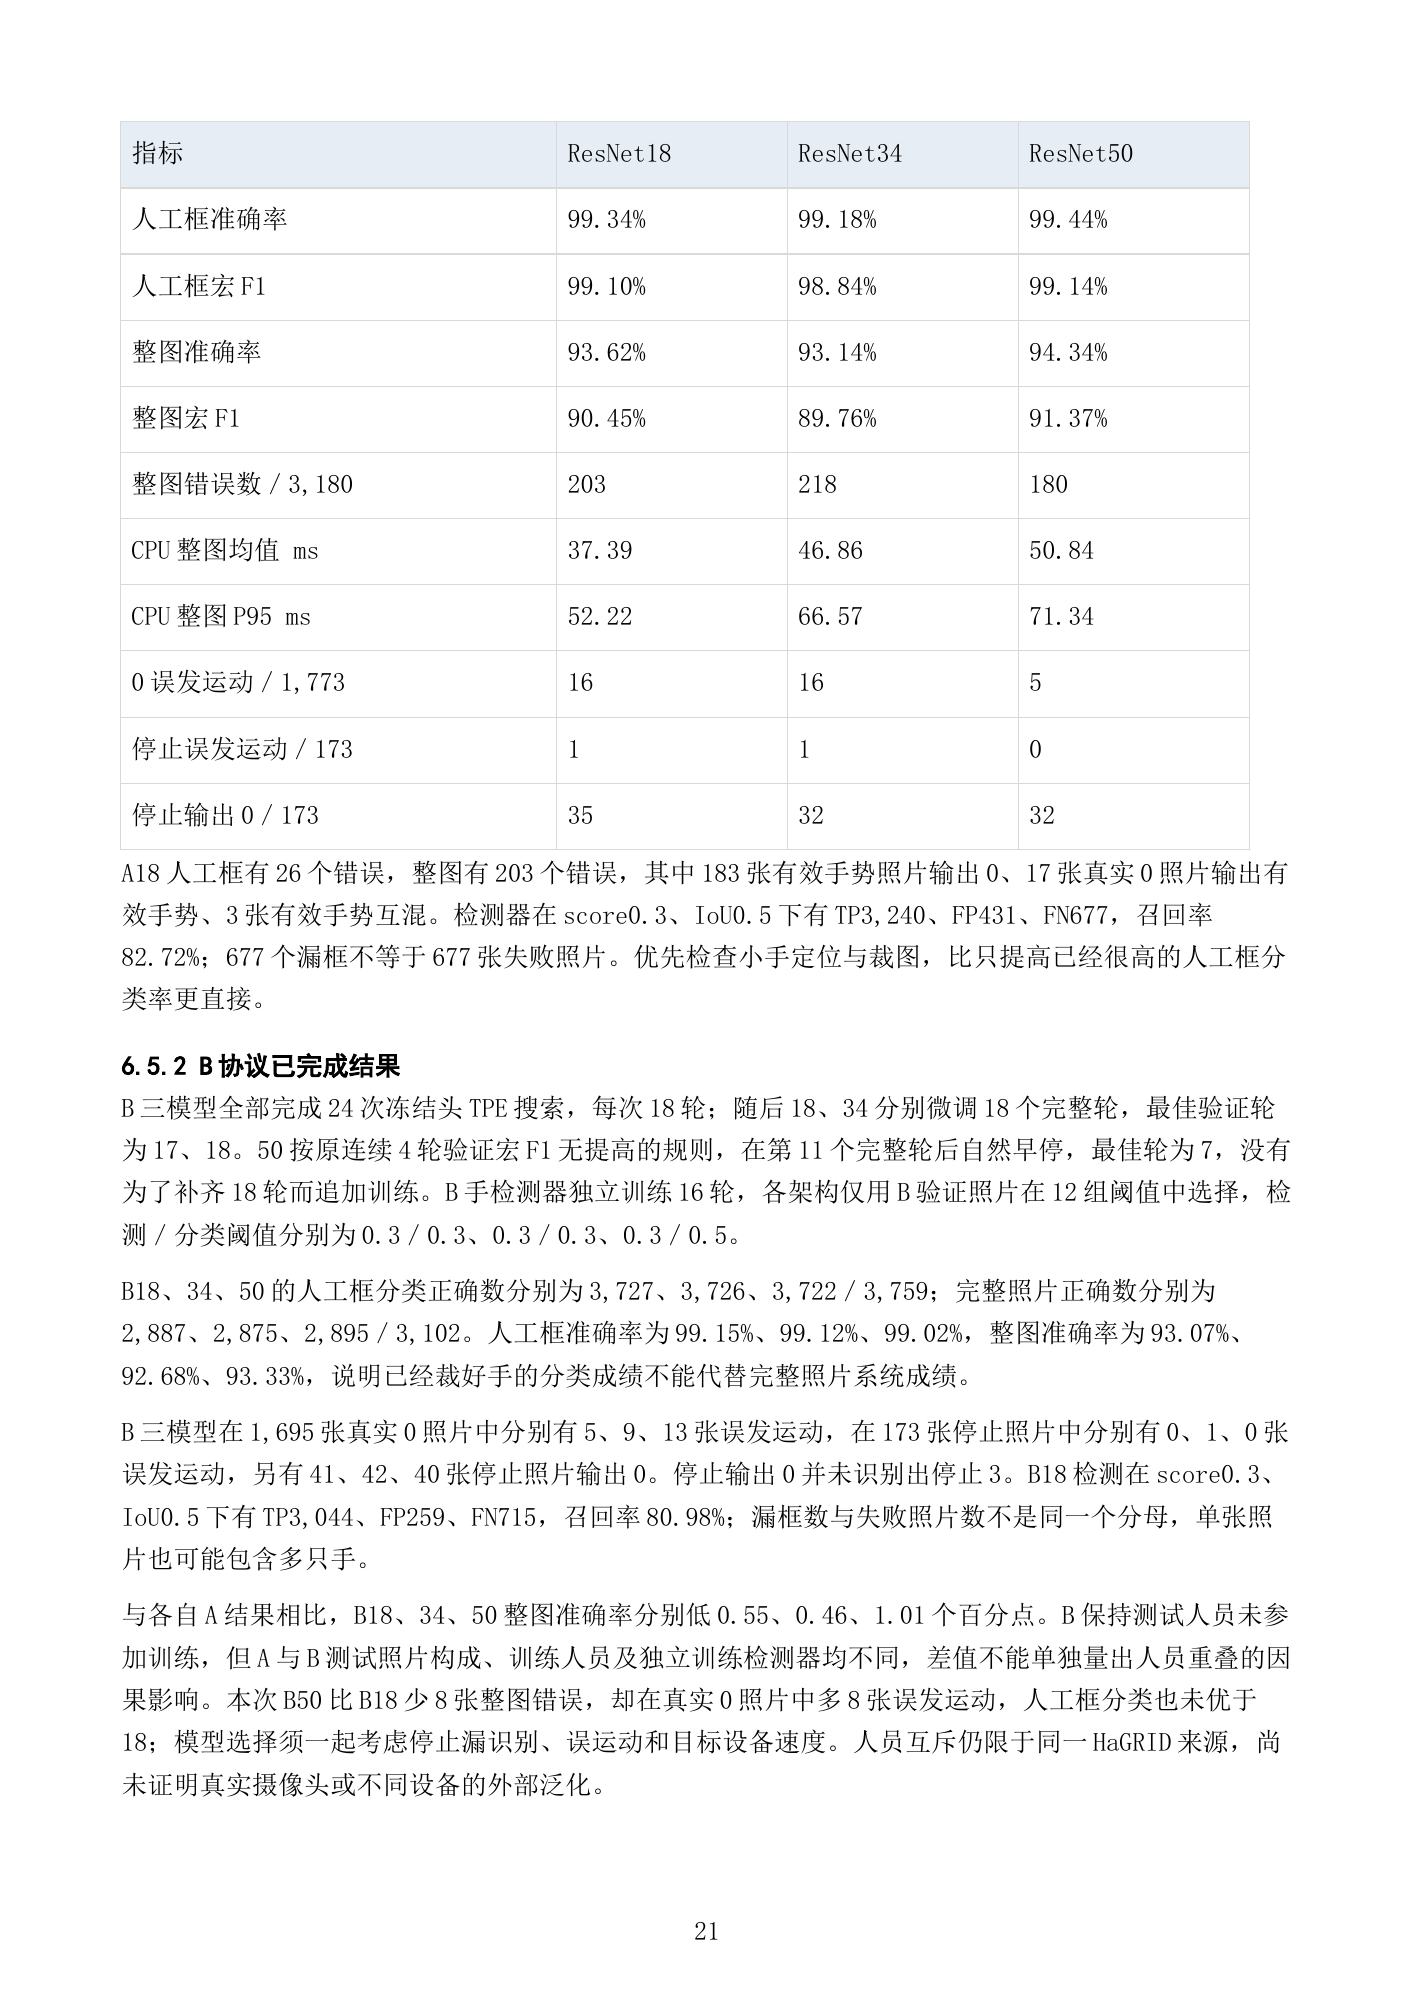 指标 ResNet18 ResNet34 ResNet50
人工框准确率 99.34% 99.18% 99.44%
人工框宏 F1 99.10% 98.84% 99.14%
整图准确率 93.62% 93.14% 94.34%
整图宏 F1 90.45% 89.76% 91.37%
整图错误数／3,180 203 218 180
CPU 整图均值 ms 37.39 46.86 50.84
CPU 整图 P95 ms 52.22 66.57 71.34
0 误发运动／1,773 16 16 5
停止误发运动／173 1 1 0
停止输出 0／173 35 32 32
A18 人工框有 26 个错误，整图有 203 个错误，其中 183 张有效手势照片输出 0、17 张真实 0 照片输出有
效手势、3 张有效手势互混。检测器在 score0.3、IoU0.5 下有 TP3,240、FP431、FN677，召回率
82.72%；677 个漏框不等于 677 张失败照片。优先检查小手定位与裁图，比只提高已经很高的人工框分
类率更直接。
6.5.2 B 协议已完成结果
B 三模型全部完成 24 次冻结头 TPE 搜索，每次 18 轮；随后 18、34 分别微调 18 个完整轮，最佳验证轮
为 17、18。50 按原连续 4 轮验证宏 F1 无提高的规则，在第 11 个完整轮后自然早停，最佳轮为 7，没有
为了补齐 18 轮而追加训练。B 手检测器独立训练 16 轮，各架构仅用 B 验证照片在 12 组阈值中选择，检
测／分类阈值分别为 0.3／0.3、0.3／0.3、0.3／0.5。
B18、34、50 的人工框分类正确数分别为 3,727、3,726、3,722／3,759；完整照片正确数分别为
2,887、2,875、2,895／3,102。人工框准确率为 99.15%、99.12%、99.02%，整图准确率为 93.07%、
92.68%、93.33%，说明已经裁好手的分类成绩不能代替完整照片系统成绩。
B 三模型在 1,695 张真实 0 照片中分别有 5、9、13 张误发运动，在 173 张停止照片中分别有 0、1、0 张
误发运动，另有 41、42、40 张停止照片输出 0。停止输出 0 并未识别出停止 3。B18 检测在 score0.3、
IoU0.5 下有 TP3,044、FP259、FN715，召回率 80.98%；漏框数与失败照片数不是同一个分母，单张照
片也可能包含多只手。
与各自 A 结果相比，B18、34、50 整图准确率分别低 0.55、0.46、1.01 个百分点。B 保持测试人员未参
加训练，但 A 与 B 测试照片构成、训练人员及独立训练检测器均不同，差值不能单独量出人员重叠的因
果影响。本次 B50 比 B18 少 8 张整图错误，却在真实 0 照片中多 8 张误发运动，人工框分类也未优于
18；模型选择须一起考虑停止漏识别、误运动和目标设备速度。人员互斥仍限于同一 HaGRID 来源，尚
未证明真实摄像头或不同设备的外部泛化。
21